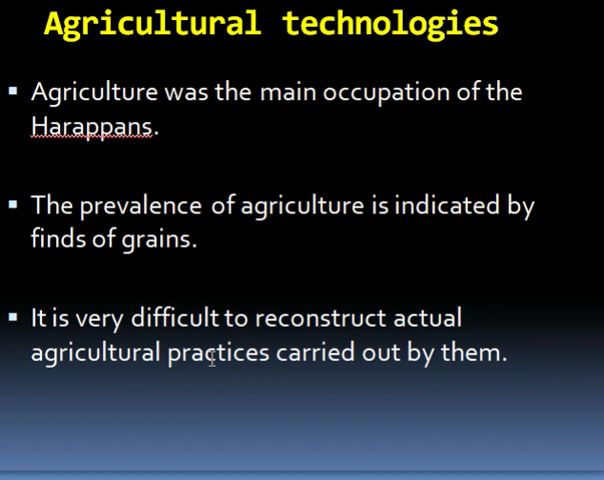 Agricultural technologies
▪ Agriculture was the main occupation of the
Harappans.
▪ The prevalence of agriculture is indicated by
finds of grains.
▪ It is very difficult to reconstruct actual
agricultural practices carried out by them.